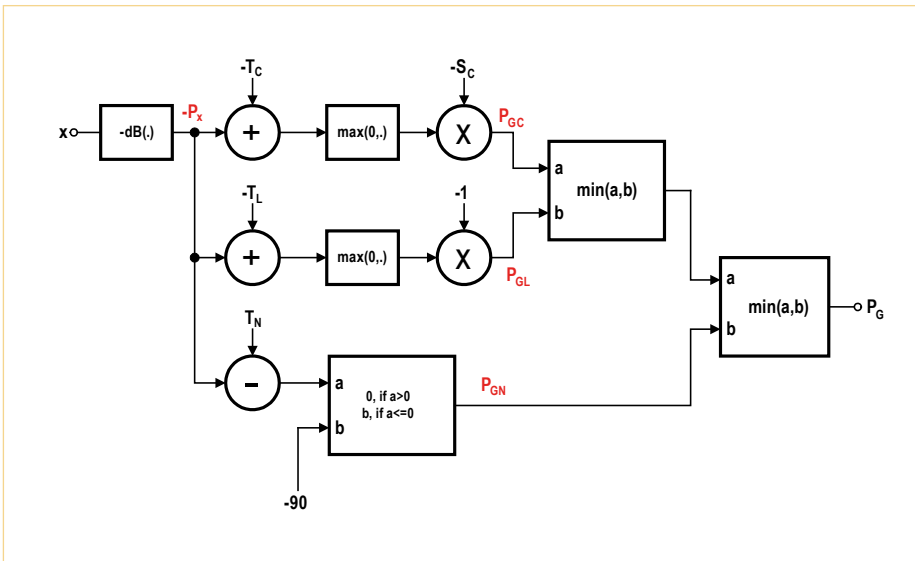 -T_C
-S_C
x
-dB(.)
-P_x
+
max(0,.)
X
P_GC
a
min(a,b)
b
-T_L
-1
+
max(0,.)
X
P_GL
a
min(a,b)
b
P_G
T_N
-
a
0, if a>0
b, if a<=0
b
P_GN
-90